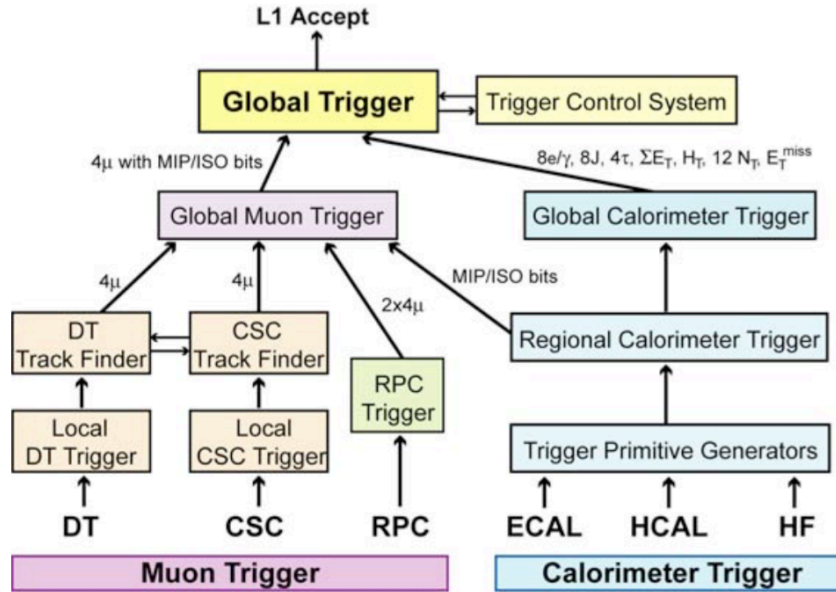 L1 Accept
Global Trigger
Trigger Control System
4μ with MIP/ISO bits
8e/γ, 8J, 4τ, ΣE_T, H_T, 12 N_T, E_T^miss
Global Muon Trigger
Global Calorimeter Trigger
4μ
4μ
2x4μ
MIP/ISO bits
DT
Track Finder
CSC
Track Finder
Regional Calorimeter Trigger
RPC
Trigger
Local
DT Trigger
Local
CSC Trigger
Trigger Primitive Generators
DT
CSC
RPC
ECAL
HCAL
HF
Muon Trigger
Calorimeter Trigger